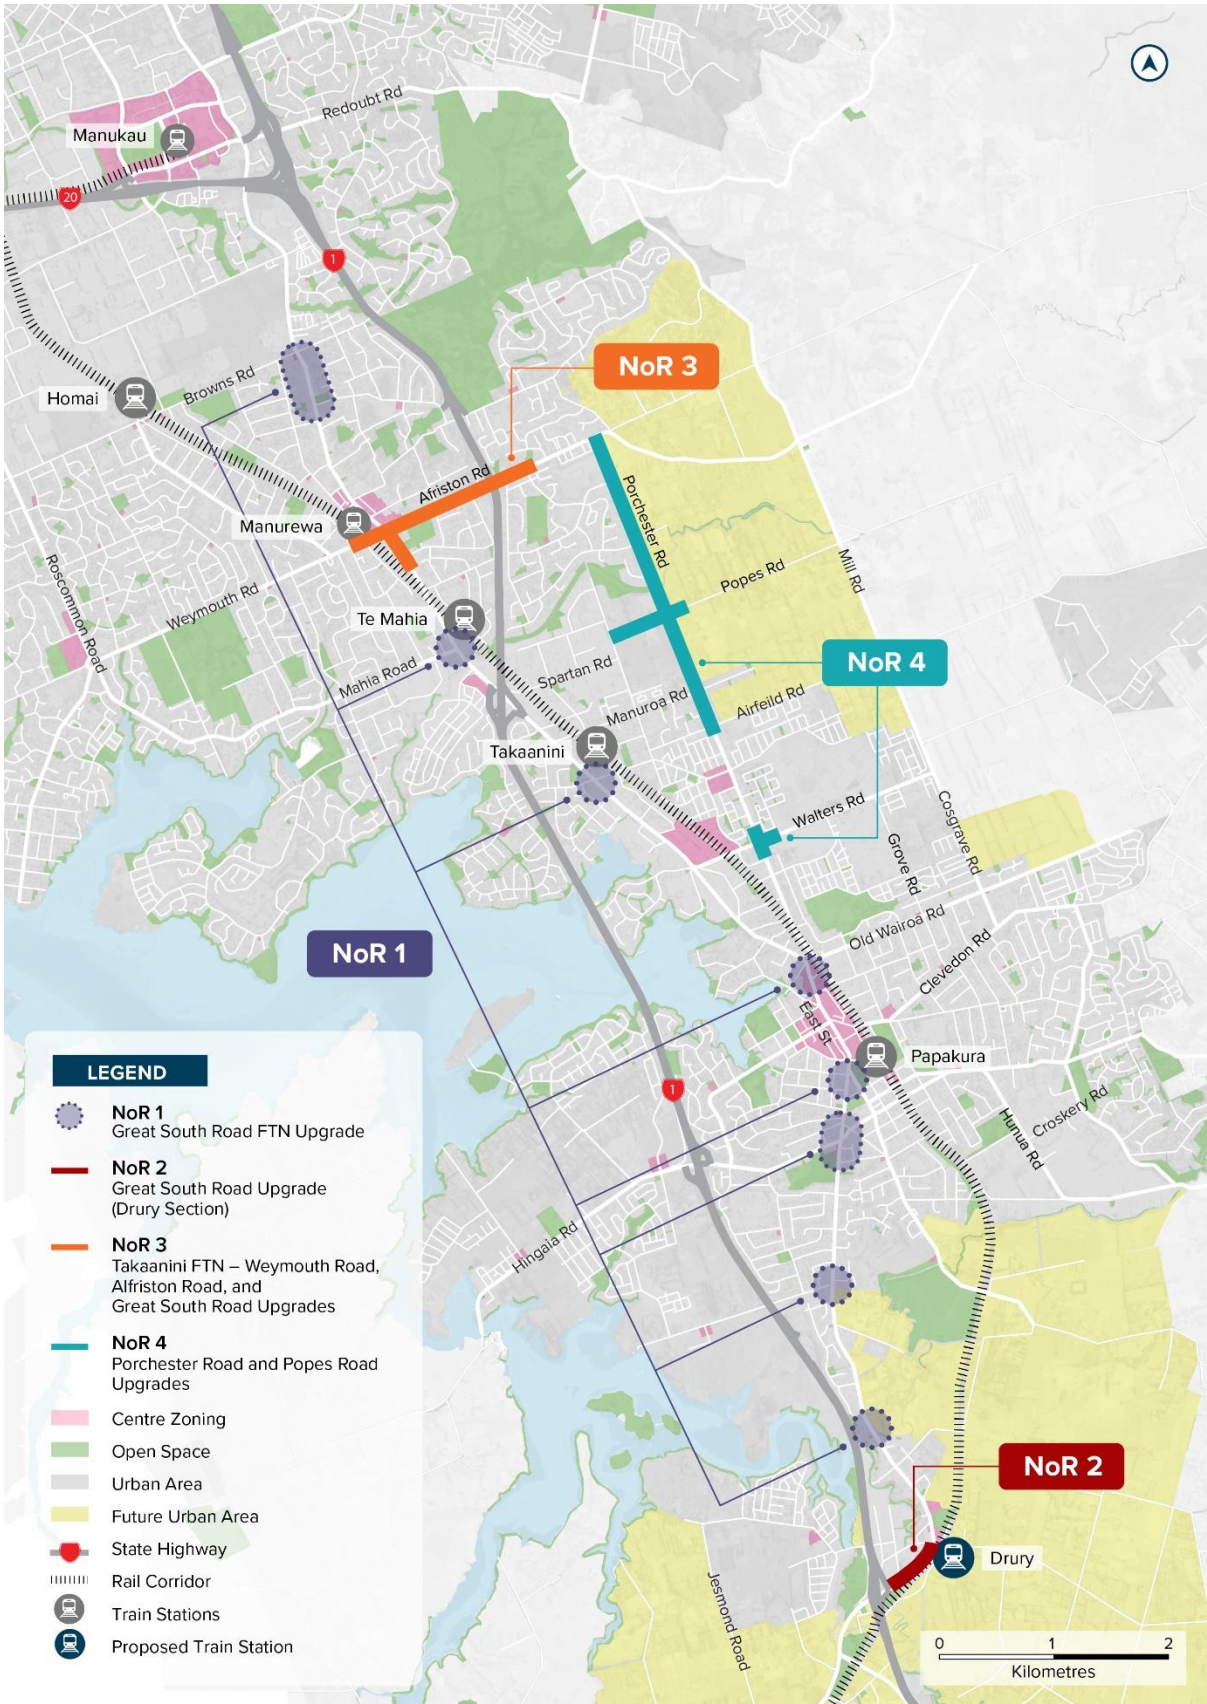 Redoubt Rd
Manukau
20
1
NoR 3
Browns Rd
Homai
Afriston Rd
Porchester Rd
Manurewa
Roscommon Road
Weymouth Rd
Popes Rd
Mill Rd
Te Mahia
Mahia Road
Spartan Rd
NoR 4
Manuroa Rd
Airfeild Rd
Takaanini
Walters Rd
Cosgrave Rd
Grove Rd
Old Wairoa Rd
Clevedon Rd
NoR 1
East St
Papakura
1
Croskery Rd
Hunua Rd
Hingaia Rd
NoR 2
Drury
Jesmond Road
LEGEND
NoR 1
Great South Road FTN Upgrade
NoR 2
Great South Road Upgrade
(Drury Section)
NoR 3
Takaanini FTN – Weymouth Road,
Alfriston Road, and
Great South Road Upgrades
NoR 4
Porchester Road and Popes Road
Upgrades
Centre Zoning
Open Space
Urban Area
Future Urban Area
State Highway
Rail Corridor
Train Stations
Proposed Train Station
0 1 2
Kilometres